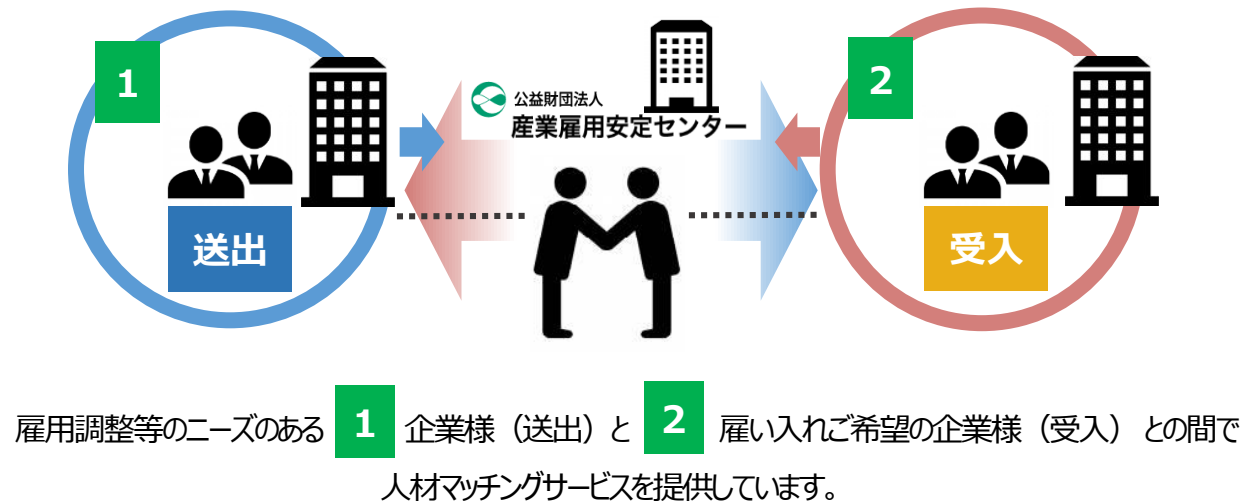 1
2
公益財団法人
産業雇用安定センター
送出
受入
雇用調整等のニーズのある 1 企業様（送出）と 2 雇い入れご希望の企業様（受入）との間で
人材マッチングサービスを提供しています。